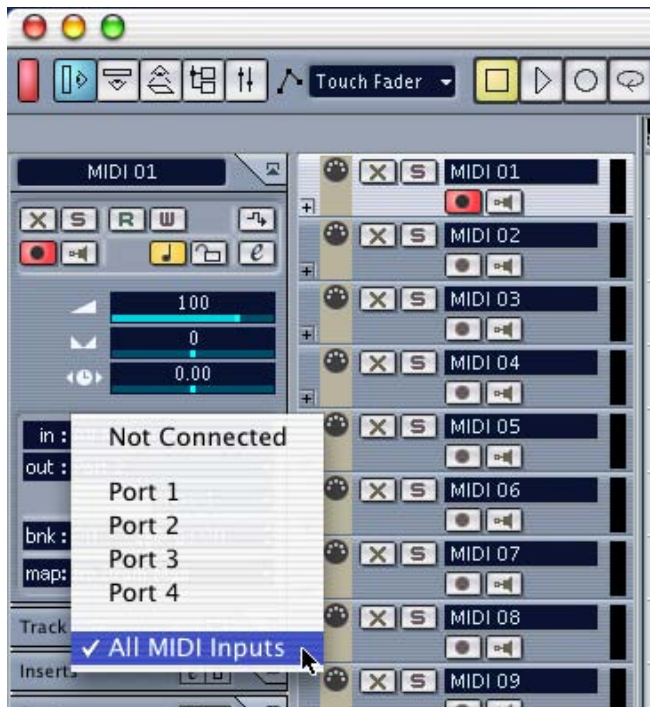 Touch Fader
MIDI 01
X S R W
e
100
0
0.00
in :
out :
bnk :
map:
Track
Inserts
Not Connected
Port 1
Port 2
Port 3
Port 4
✓ All MIDI Inputs
X S MIDI 01
X S MIDI 02
X S MIDI 03
X S MIDI 04
X S MIDI 05
X S MIDI 06
X S MIDI 07
X S MIDI 08
X S MIDI 09